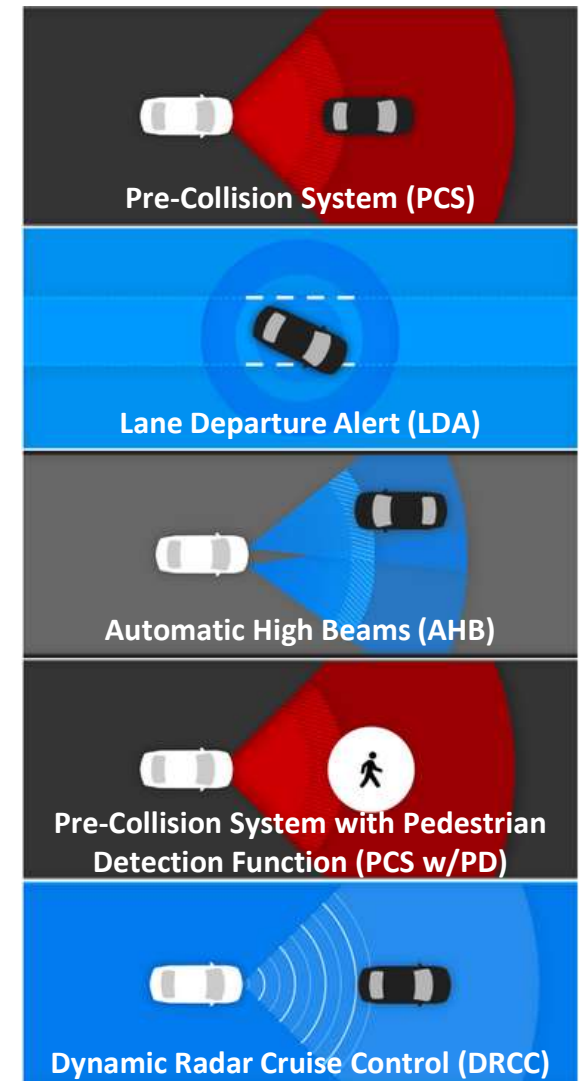 Pre-Collision System (PCS)
Lane Departure Alert (LDA)
Automatic High Beams (AHB)
Pre-Collision System with Pedestrian
Detection Function (PCS w/PD)
Dynamic Radar Cruise Control (DRCC)